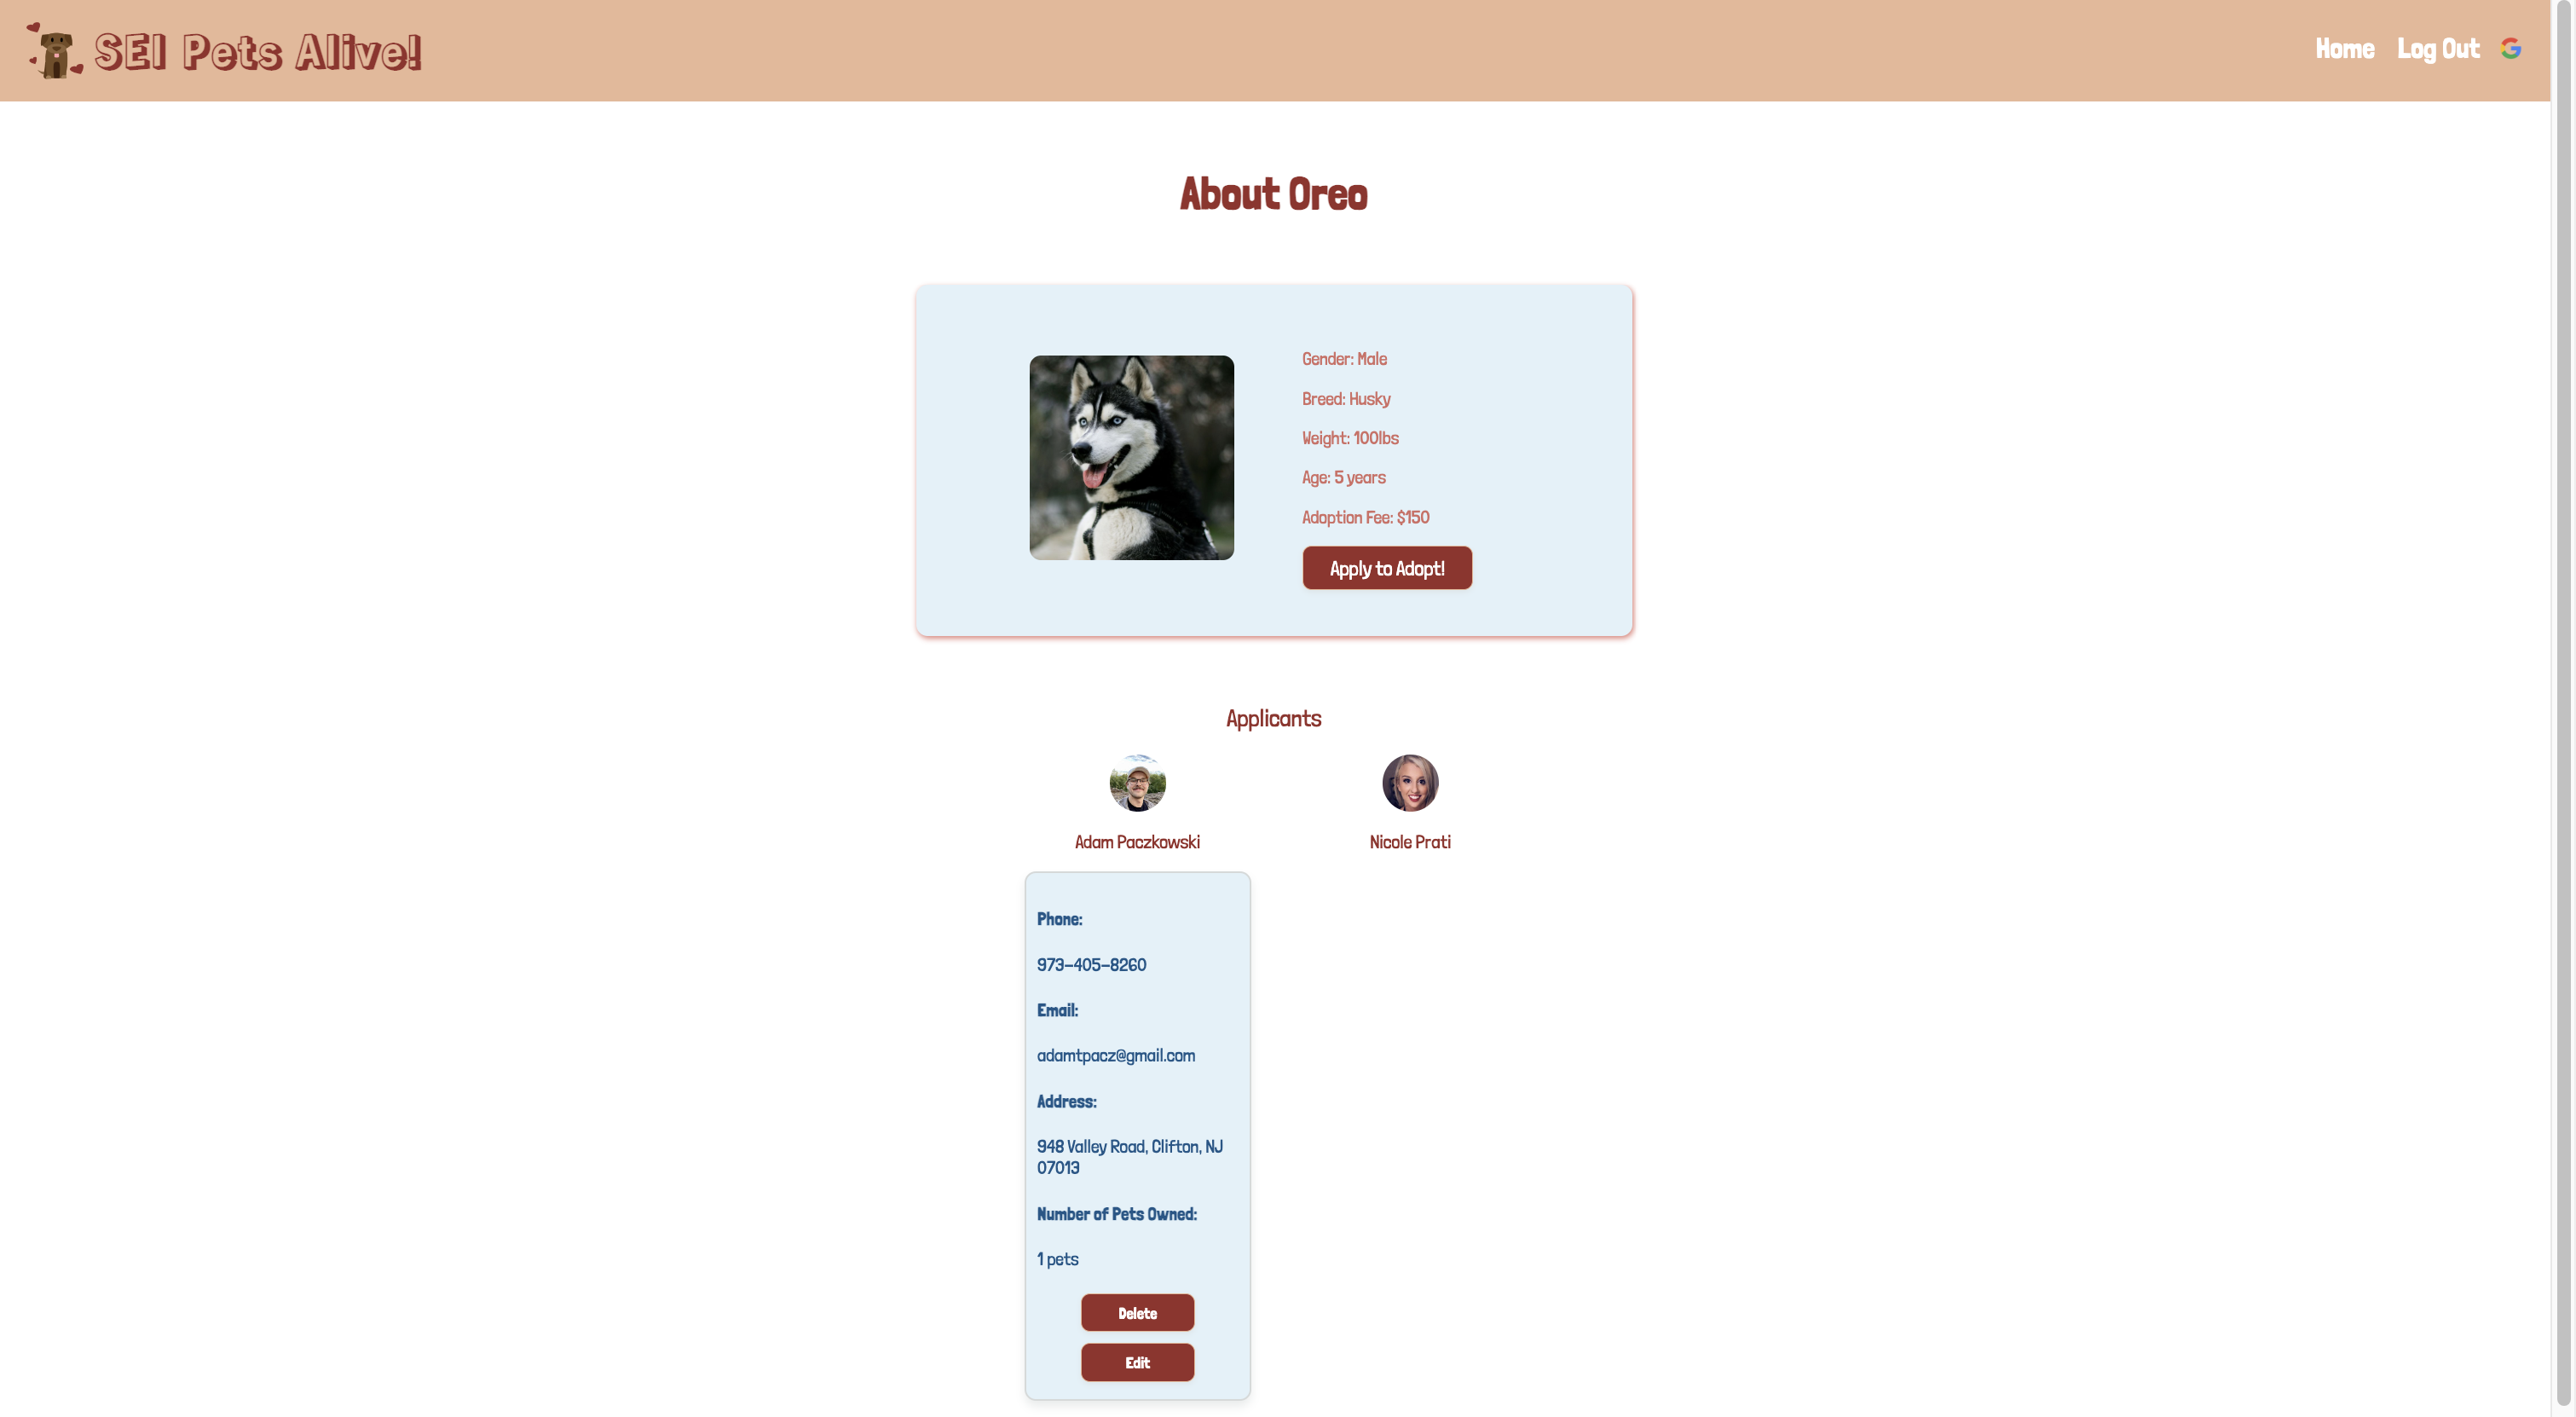 SEI Pets Alive!
Home
Log Out
About Oreo
Gender: Male
Breed: Husky
Weight: 100lbs
Age: 5 years
Adoption Fee: $150
Apply to Adopt!
Applicants
Adam Paczkowski
Nicole Prati
Phone:
973-405-8260
Email:
adamtpacz@gmail.com
Address:
948 Valley Road, Clifton, NJ
07013
Number of Pets Owned:
1 pets
Delete
Edit